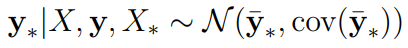 𝐲∗|X, 𝐲, X∗ ∼ 𝒩(𝐲̄∗, cov(𝐲̄∗))